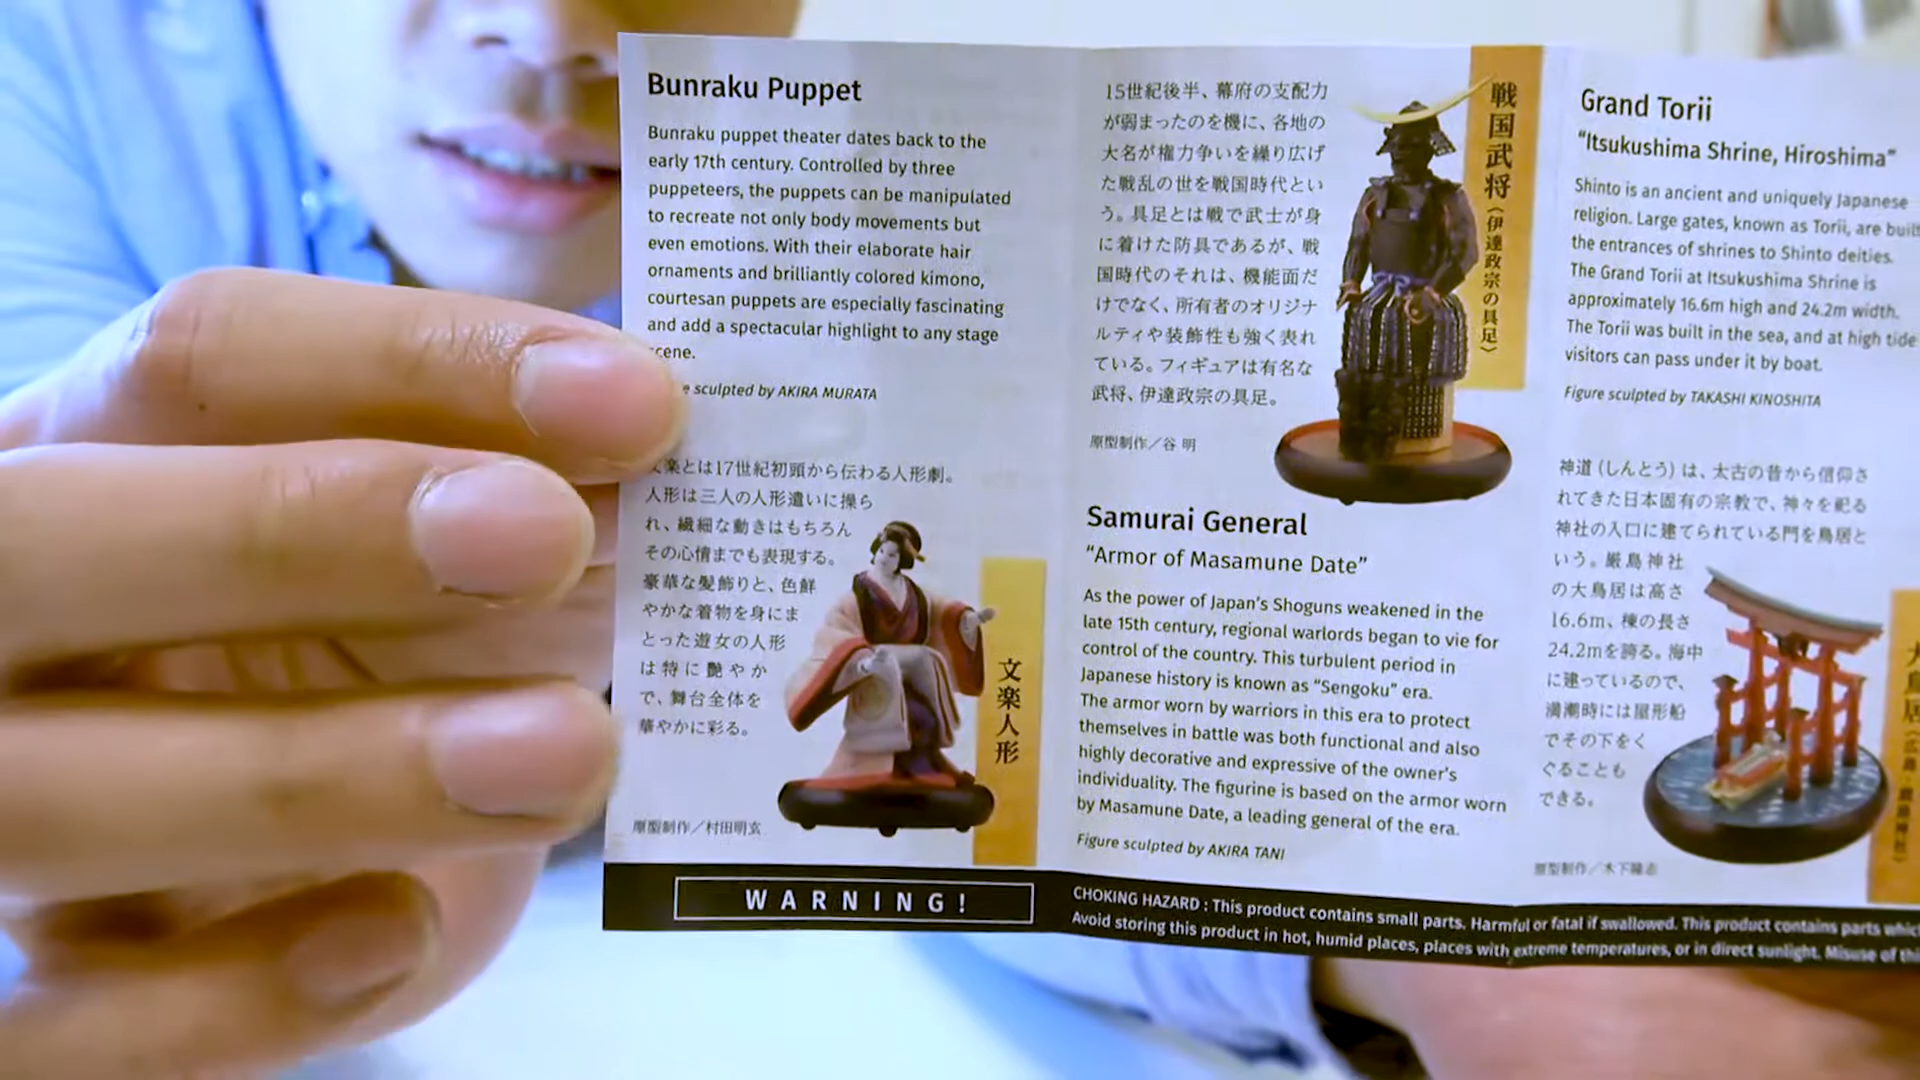 Bunraku Puppet
Bunraku puppet theater dates back to the
early 17th century. Controlled by three
puppeteers, the puppets can be manipulated
to recreate not only body movements but
even emotions. With their elaborate hair
ornaments and brilliantly colored kimono,
courtesan puppets are especially fascinating
and add a spectacular highlight to any stage
scene.
sculpted by AKIRA MURATA
文楽とは17世紀初頭から伝わる人形劇。
人形は三人の人形遣いに操ら
れ、繊細な動きはもちろん
その心情までも表現する。
豪華な髪飾りと、色鮮
やかな着物を身にま
とった遊女の人形
は特に艶やか
で、舞台全体を
華やかに彩る。
文楽人形
原型制作／村田明玄
15世紀後半、幕府の支配力
が弱まったのを機に、各地の
大名が権力争いを繰り広げ
た戦乱の世を戦国時代とい
う。具足とは戦で武士が身
に着けた防具であるが、戦
国時代のそれは、機能面だ
けでなく、所有者のオリジナ
ルティや装飾性も強く表れ
ている。フィギュアは有名な
武将、伊達政宗の具足。
戦国武将〈伊達政宗の具足〉
原型制作／谷 明
Samurai General
“Armor of Masamune Date”
As the power of Japan’s Shoguns weakened in the
late 15th century, regional warlords began to vie for
control of the country. This turbulent period in
Japanese history is known as “Sengoku” era.
The armor worn by warriors in this era to protect
themselves in battle was both functional and also
highly decorative and expressive of the owner’s
individuality. The figurine is based on the armor worn
by Masamune Date, a leading general of the era.
Figure sculpted by AKIRA TANI
Grand Torii
“Itsukushima Shrine, Hiroshima”
Shinto is an ancient and uniquely Japanese
religion. Large gates, known as Torii, are built
the entrances of shrines to Shinto deities.
The Grand Torii at Itsukushima Shrine is
approximately 16.6m high and 24.2m width.
The Torii was built in the sea, and at high tide
visitors can pass under it by boat.
Figure sculpted by TAKASHI KINOSHITA
神道（しんとう）は、太古の昔から信仰さ
れてきた日本固有の宗教で、神々を祀る
神社の入口に建てられている門を鳥居と
いう。厳島神社
の大鳥居は高さ
16.6m、棟の長さ
24.2mを誇る。海中
に建っているので、
満潮時には屋形船
でその下をく
ぐることも
できる。
大鳥居〈広島・厳島神社〉
原型制作／木下隆志
WARNING!
CHOKING HAZARD : This product contains small parts. Harmful or fatal if swallowed. This product contains parts which
Avoid storing this product in hot, humid places, places with extreme temperatures, or in direct sunlight. Misuse of this